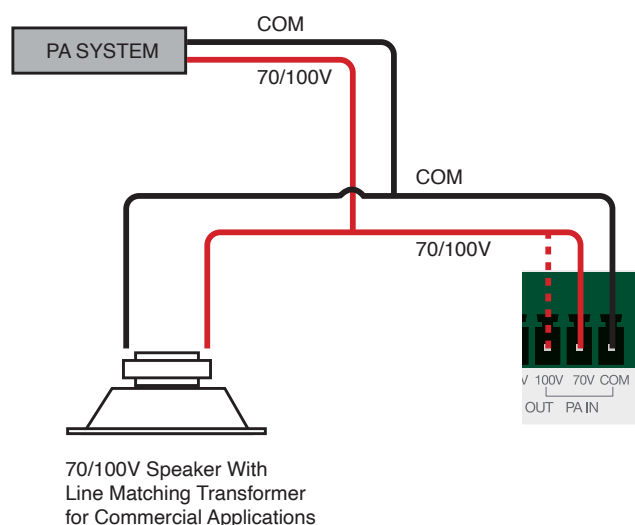 COM
PA SYSTEM
70/100V
COM
70/100V
100V 70V COM
OUT PA IN
70/100V Speaker With
Line Matching Transformer
for Commercial Applications